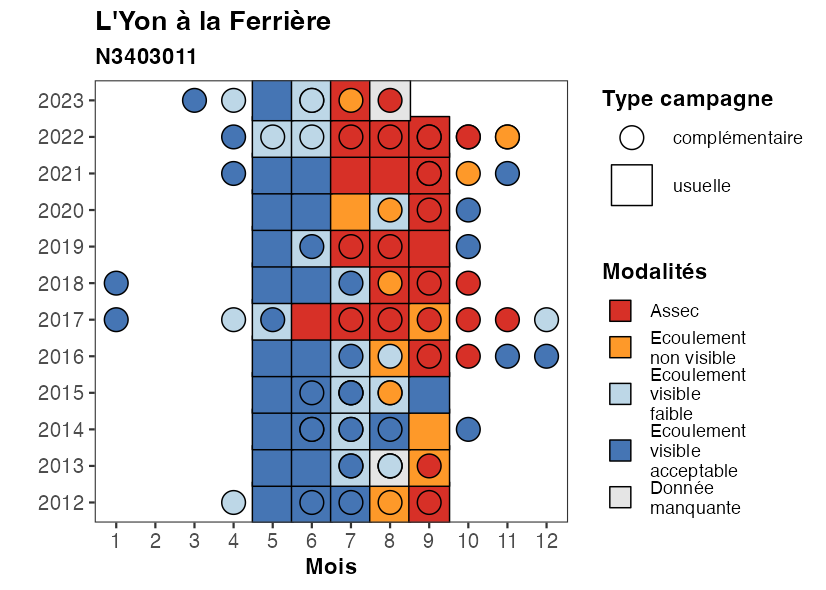 L'Yon à la Ferrière
N3403011
2023
2022
2021
2020
2019
2018
2017
2016
2015
2014
2013
2012
1 2 3 4 5 6 7 8 9 10 11 12
Mois
Type campagne
complémentaire
usuelle
Modalités
Assec
Ecoulement
non visible
Ecoulement
visible
faible
Ecoulement
visible
acceptable
Donnée
manquante